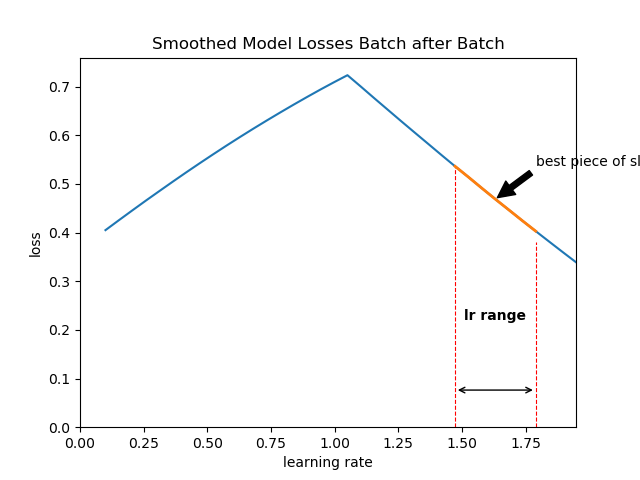 Smoothed Model Losses Batch after Batch
0.7
0.6
best piece of sl
0.5
0.4
loss
0.3
lr range
0.2
0.1
0.0
0.00 0.25 0.50 0.75 1.00 1.25 1.50 1.75
learning rate